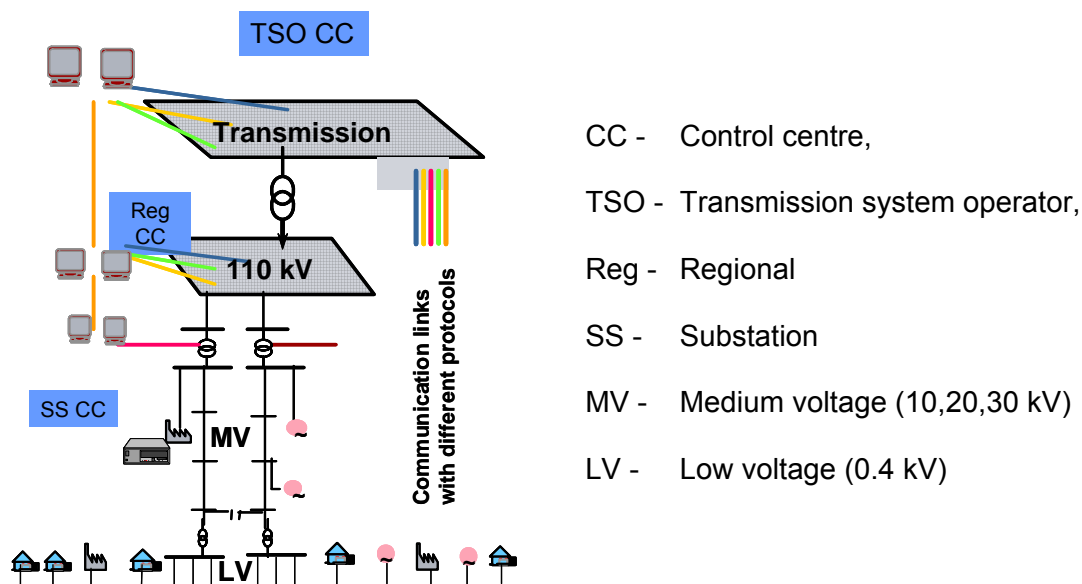 TSO CC
Transmission
Reg
CC
110 kV
SS CC
MV
LV
Communication links
with different protocols
~
~
~
~
CC - Control centre,
TSO - Transmission system operator,
Reg - Regional
SS - Substation
MV - Medium voltage (10,20,30 kV)
LV - Low voltage (0.4 kV)